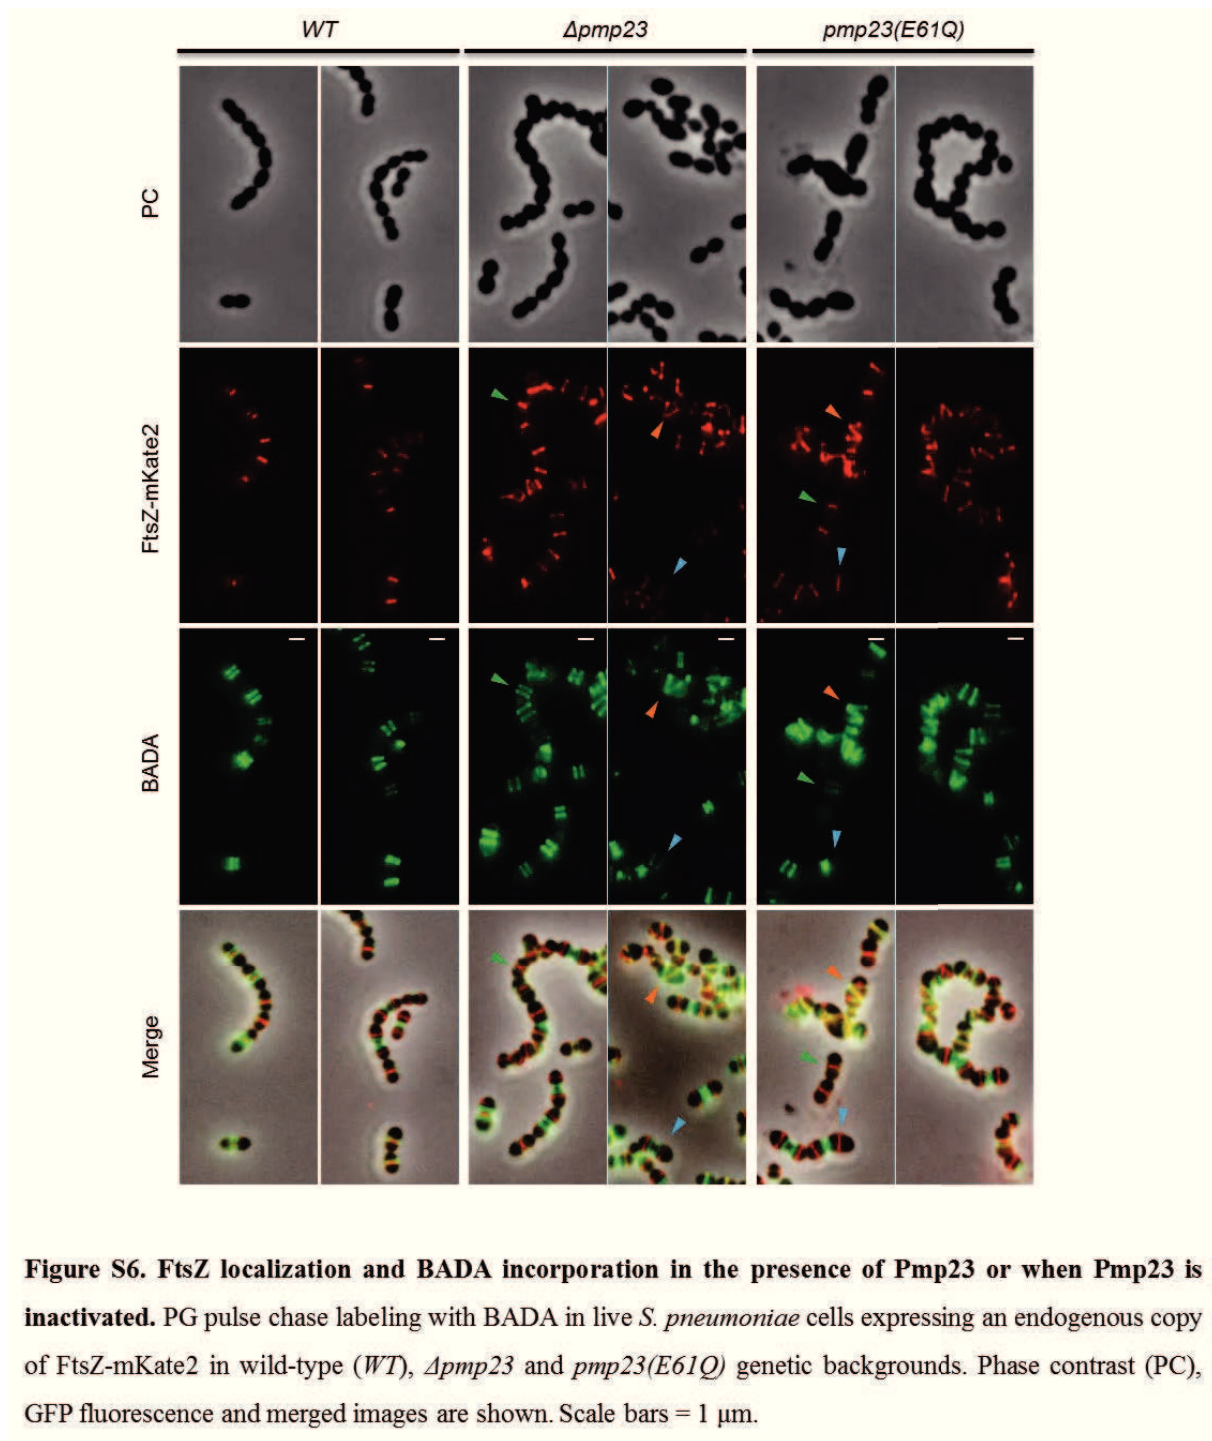 WT Δpmp23 pmp23(E61Q)
PC
FtsZ-mKate2
BADA
Merge
Figure S6. FtsZ localization and BADA incorporation in the presence of Pmp23 or when Pmp23 is
inactivated. PG pulse chase labeling with BADA in live S. pneumoniae cells expressing an endogenous copy
of FtsZ-mKate2 in wild-type (WT), Δpmp23 and pmp23(E61Q) genetic backgrounds. Phase contrast (PC),
GFP fluorescence and merged images are shown. Scale bars = 1 μm.